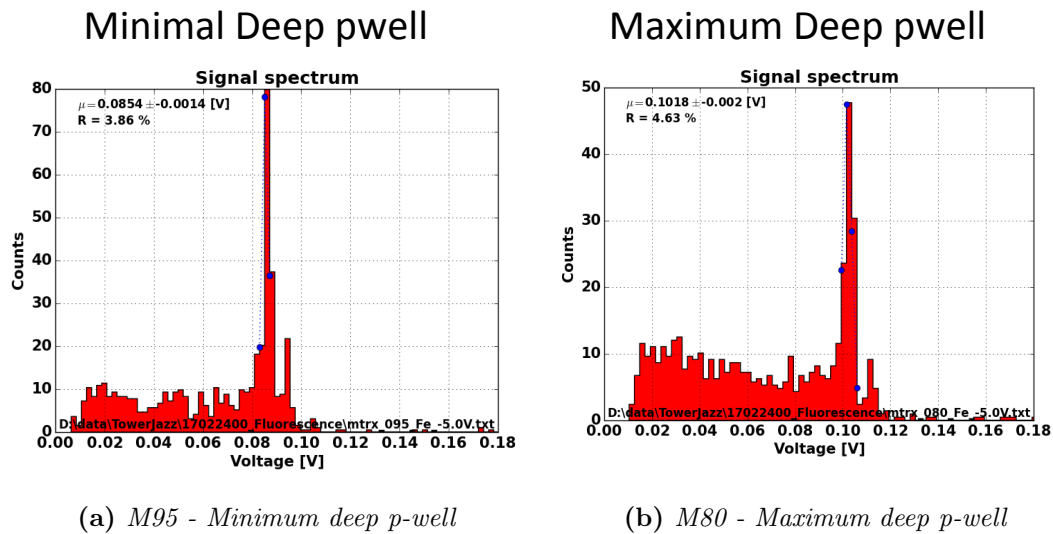 Minimal Deep pwell
Maximum Deep pwell
Signal spectrum
μ=0.0854±-0.0014 [V]
R = 3.86 %
80
70
60
50
40
30
20
10
0
Counts
D:\data\TowerJazz\17022400_Fluorescence\mtrx_095_Fe_-5.0V.txt
0.00 0.02 0.04 0.06 0.08 0.10 0.12 0.14 0.16 0.18
Voltage [V]
Signal spectrum
μ=0.1018±-0.002 [V]
R = 4.63 %
50
40
30
20
10
0
Counts
D:\data\TowerJazz\17022400_Fluorescence\mtrx_080_Fe_-5.0V.txt
0.00 0.02 0.04 0.06 0.08 0.10 0.12 0.14 0.16 0.18
Voltage [V]
(a) M95 - Minimum deep p-well
(b) M80 - Maximum deep p-well